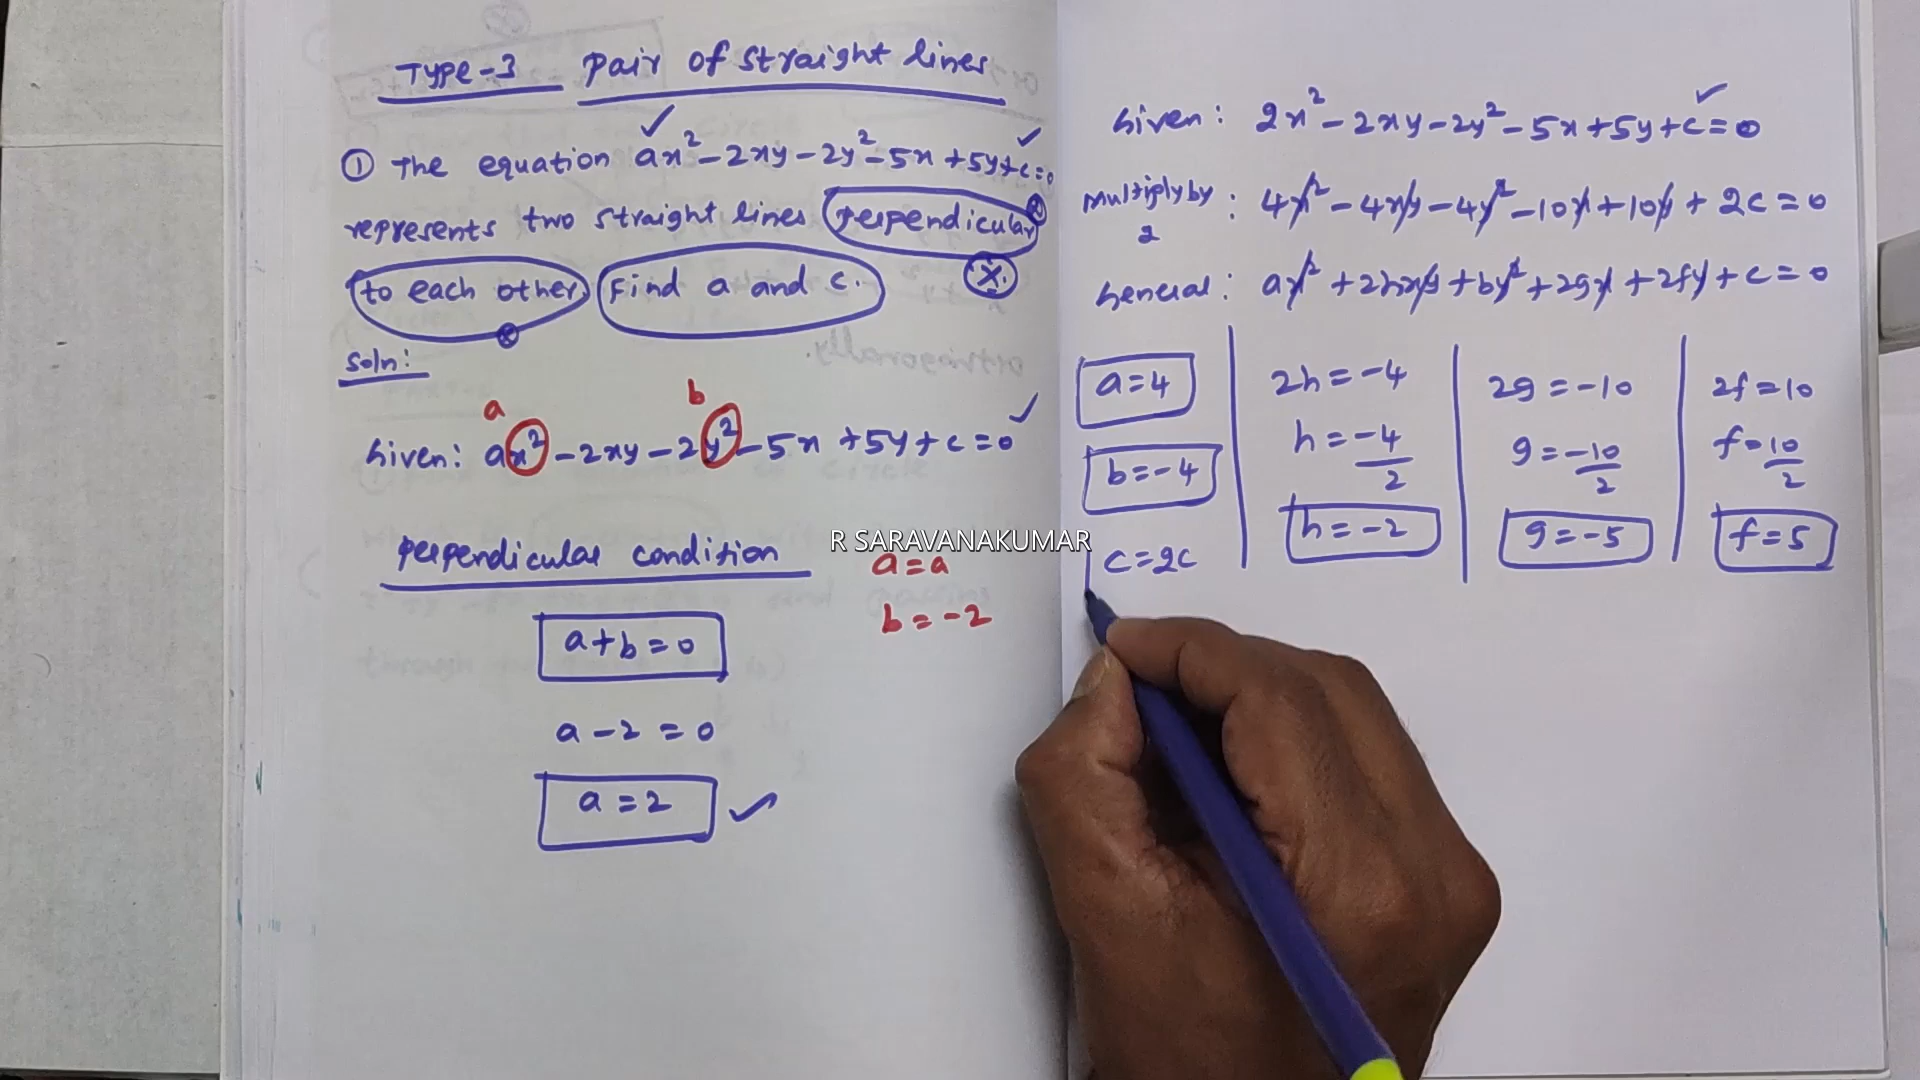 Type-3 Pair of straight lines
① The equation ax² - 2xy - 2y² - 5x + 5y + c = 0
represents two straight lines perpendicular
to each other Find a and c.
Soln:
a b
Given: ax² - 2xy - 2y² - 5x + 5y + c = 0
Perpendicular condition
a = a
b = -2
a + b = 0
a - 2 = 0
a = 2 ✓
R SARAVANAKUMAR
Given: 2x² - 2xy - 2y² - 5x + 5y + c = 0
Multiply by 2 : 4x² - 4xy - 4y² - 10x + 10y + 2c = 0
General: ax² + 2hxy + by² + 2gx + 2fy + c = 0
a = 4
b = -4
c = 2c
2h = -4
h = -4/2
h = -2
2g = -10
g = -10/2
g = -5
2f = 10
f = 10/2
f = 5